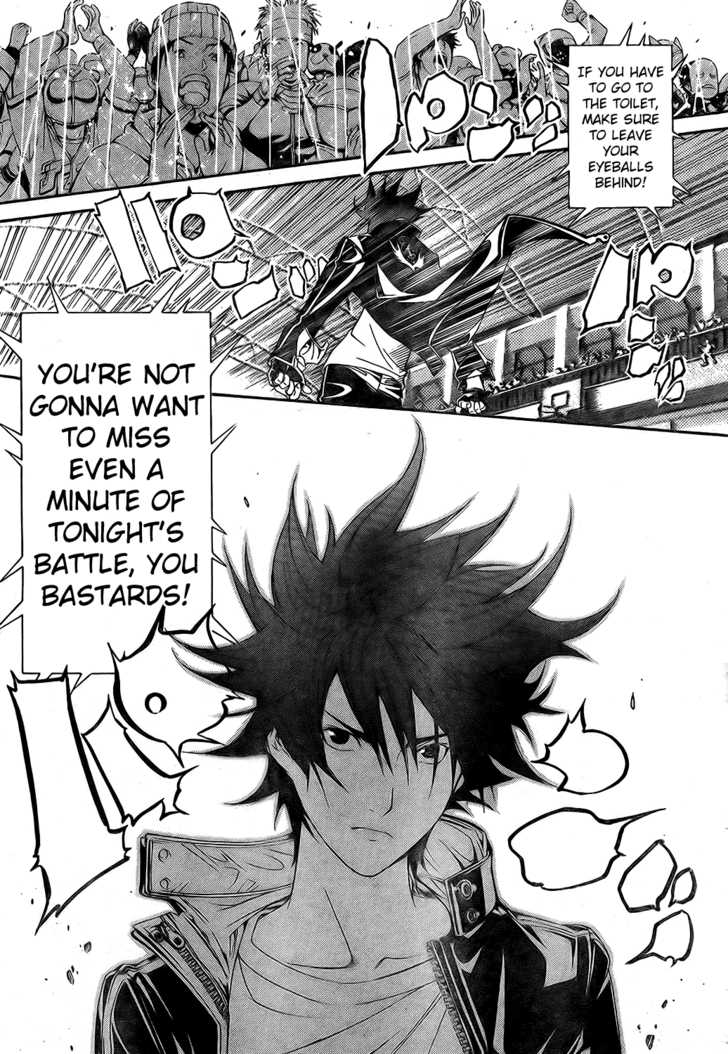 IF YOU HAVE
TO GO TO
THE TOILET,
MAKE SURE
TO LEAVE
YOUR
EYEBALLS
BEHIND!
YOU'RE NOT
GONNA WANT
TO MISS
EVEN A
MINUTE OF
TONIGHT'S
BATTLE, YOU
BASTARDS!